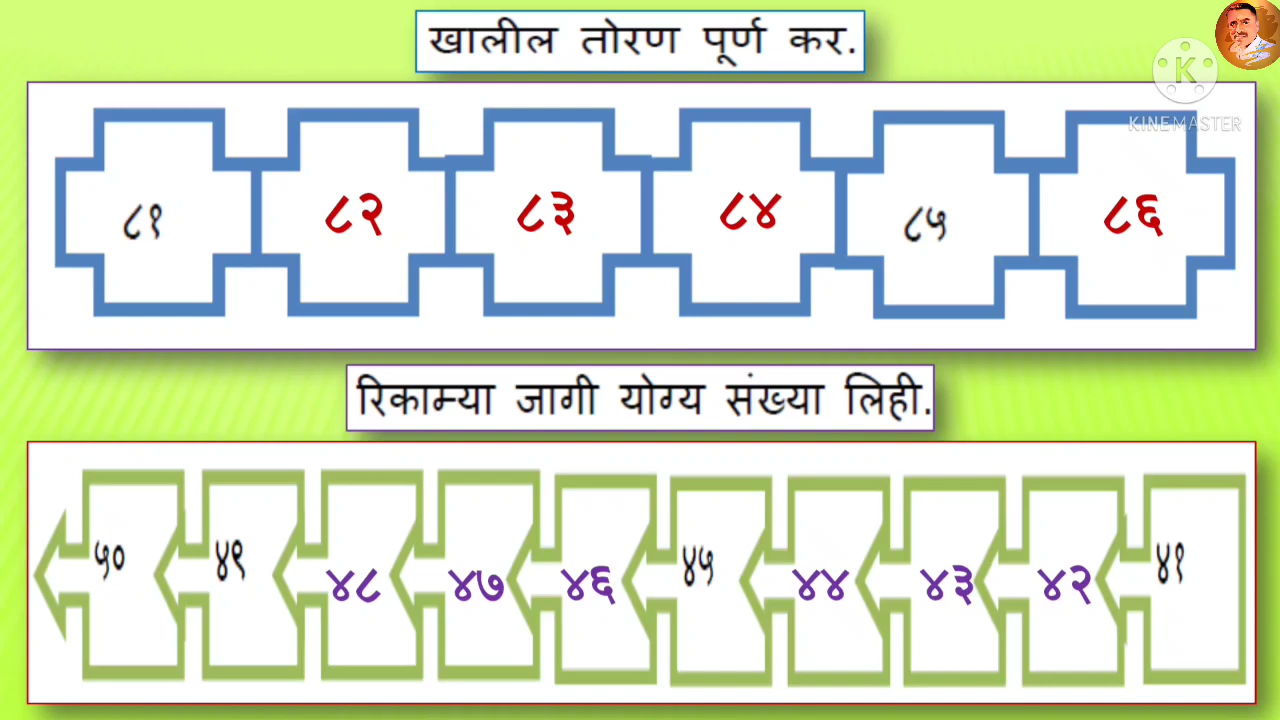 खालील तोरण पूर्ण कर.
KINEMASTER
८१ ८२ ८३ ८४ ८५ ८६
रिकाम्या जागी योग्य संख्या लिही.
५० ४९ ४८ ४७ ४६ ४५ ४४ ४३ ४२ ४१